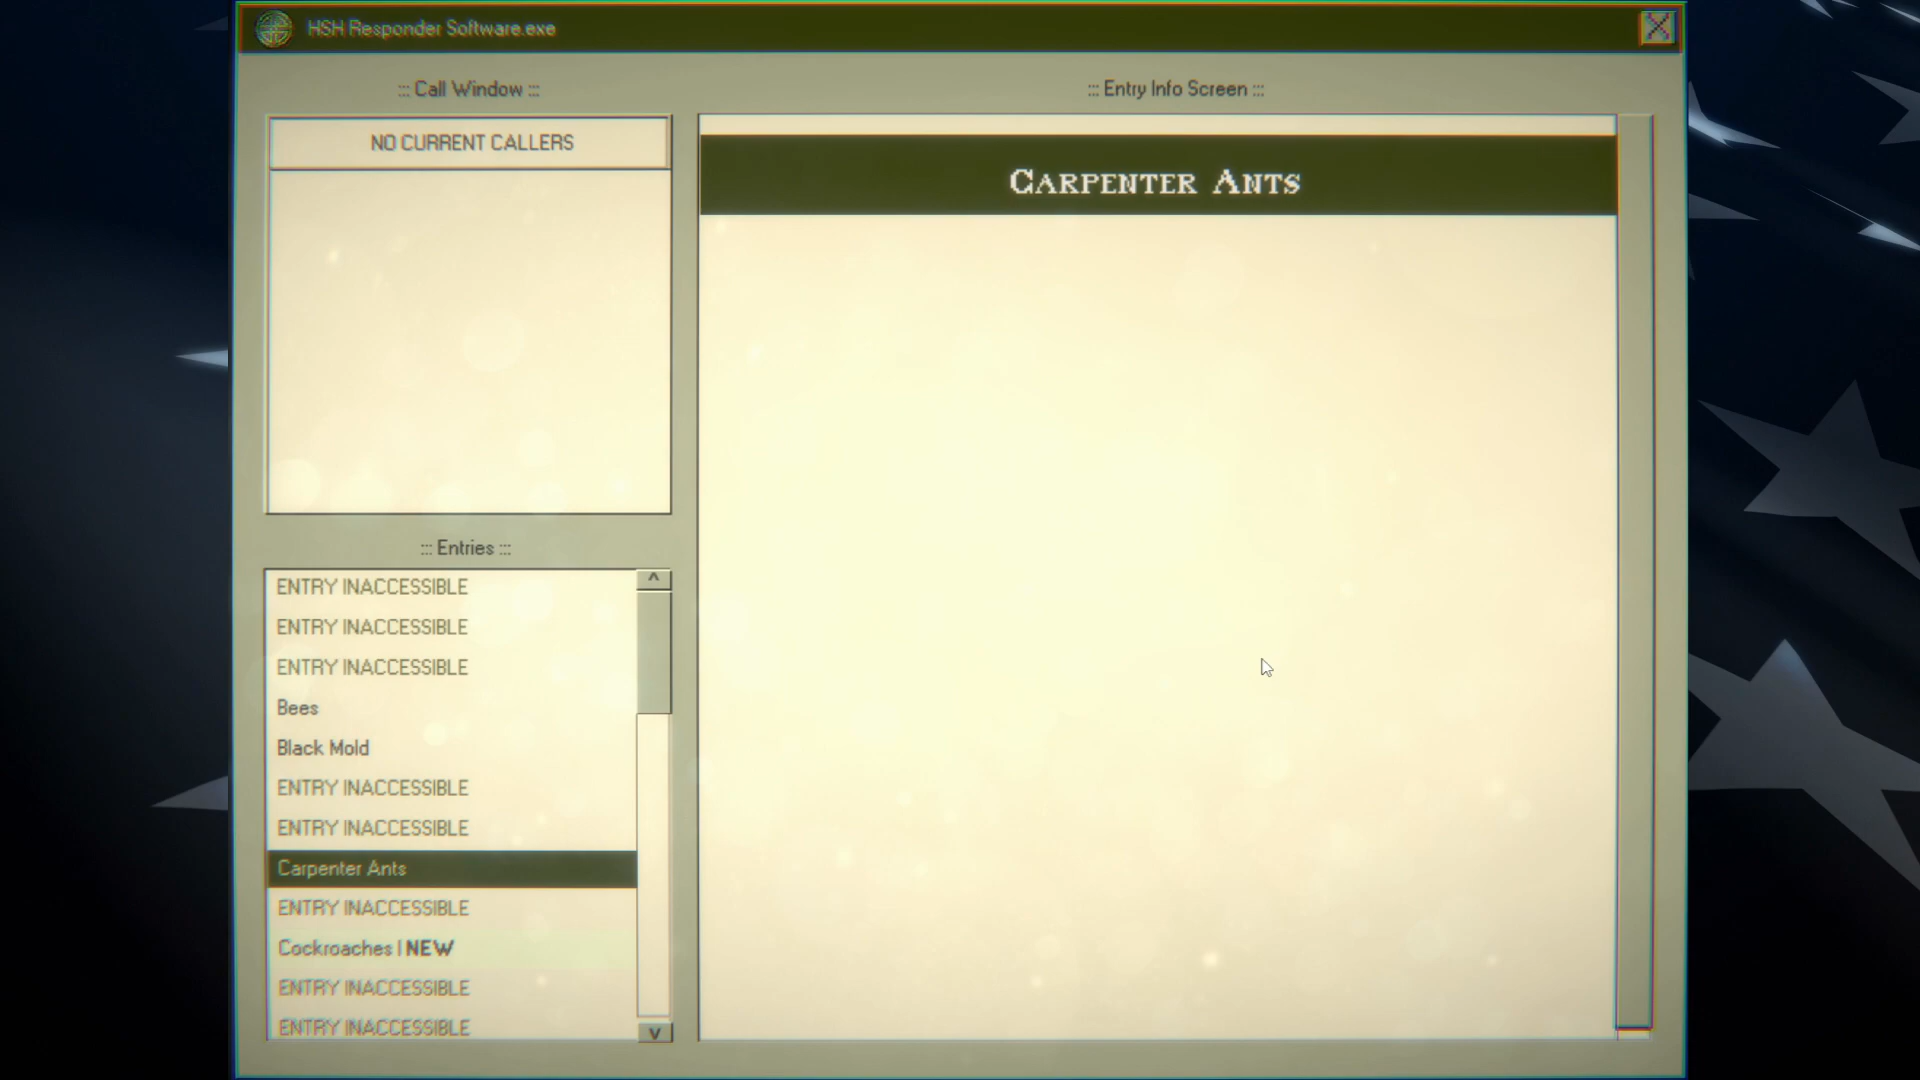 HSH Responder Software.exe
::: Call Window :::
NO CURRENT CALLERS
::: Entries :::
ENTRY INACCESSIBLE
ENTRY INACCESSIBLE
ENTRY INACCESSIBLE
Bees
Black Mold
ENTRY INACCESSIBLE
ENTRY INACCESSIBLE
Carpenter Ants
ENTRY INACCESSIBLE
Cockroaches | NEW
ENTRY INACCESSIBLE
ENTRY INACCESSIBLE
::: Entry Info Screen :::
CARPENTER ANTS